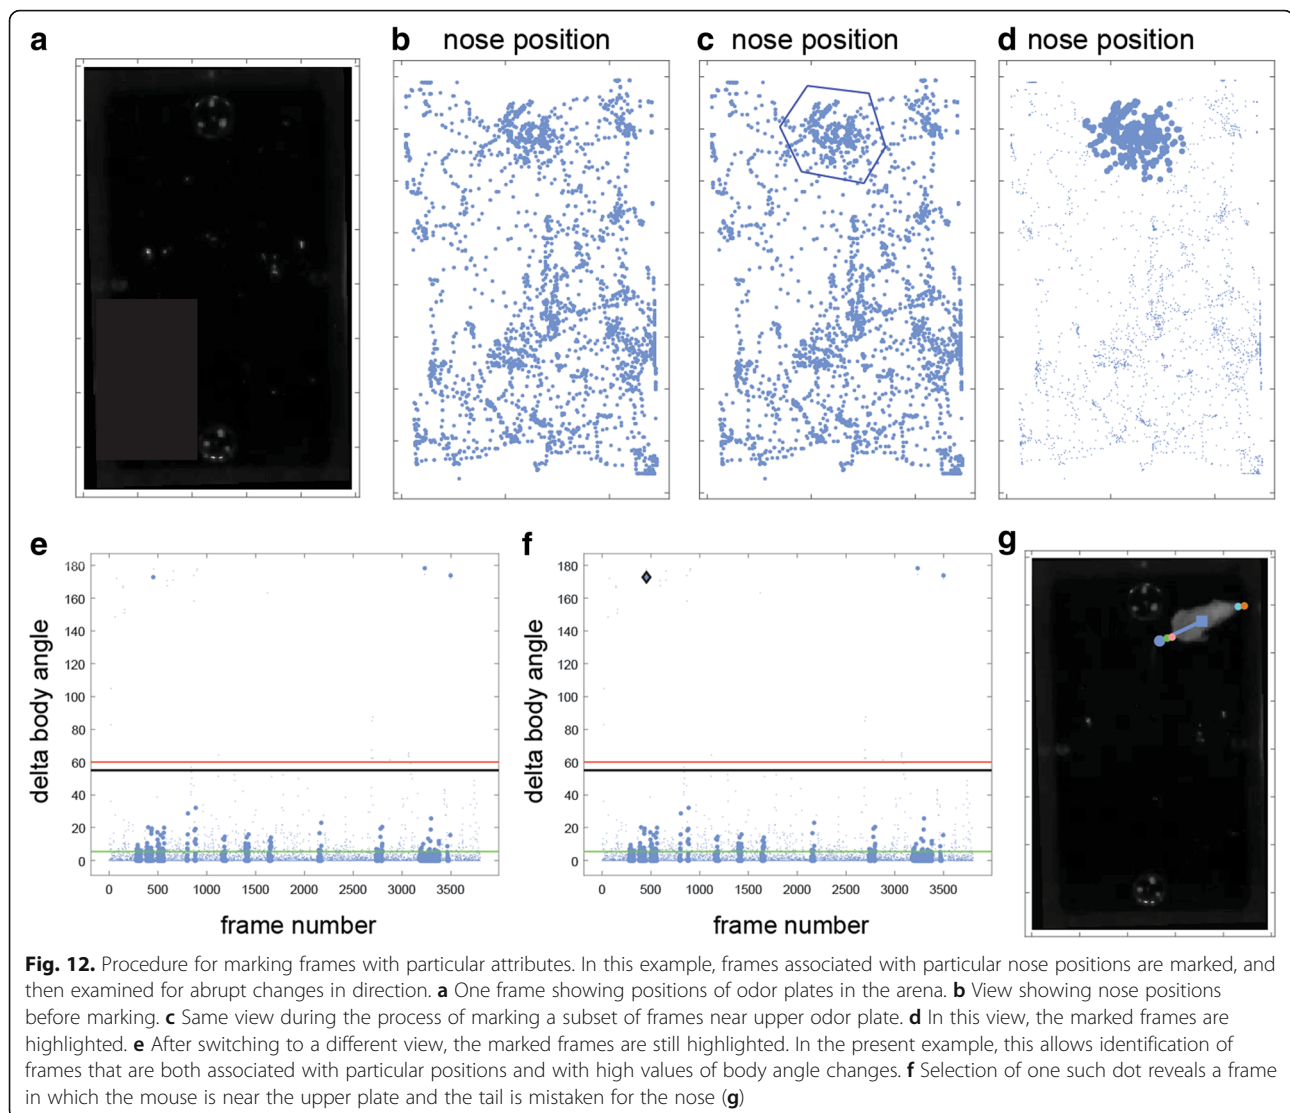 a
b nose position
c nose position
d nose position
e
f
g
180
160
140
120
100
80
60
40
20
0
delta body angle
0 500 1000 1500 2000 2500 3000 3500
frame number
180
160
140
120
100
80
60
40
20
0
delta body angle
0 500 1000 1500 2000 2500 3000 3500
frame number
Fig. 12. Procedure for marking frames with particular attributes. In this example, frames associated with particular nose positions are marked, and
then examined for abrupt changes in direction. a One frame showing positions of odor plates in the arena. b View showing nose positions
before marking. c Same view during the process of marking a subset of frames near upper odor plate. d In this view, the marked frames are
highlighted. e After switching to a different view, the marked frames are still highlighted. In the present example, this allows identification of
frames that are both associated with particular positions and with high values of body angle changes. f Selection of one such dot reveals a frame
in which the mouse is near the upper plate and the tail is mistaken for the nose (g)